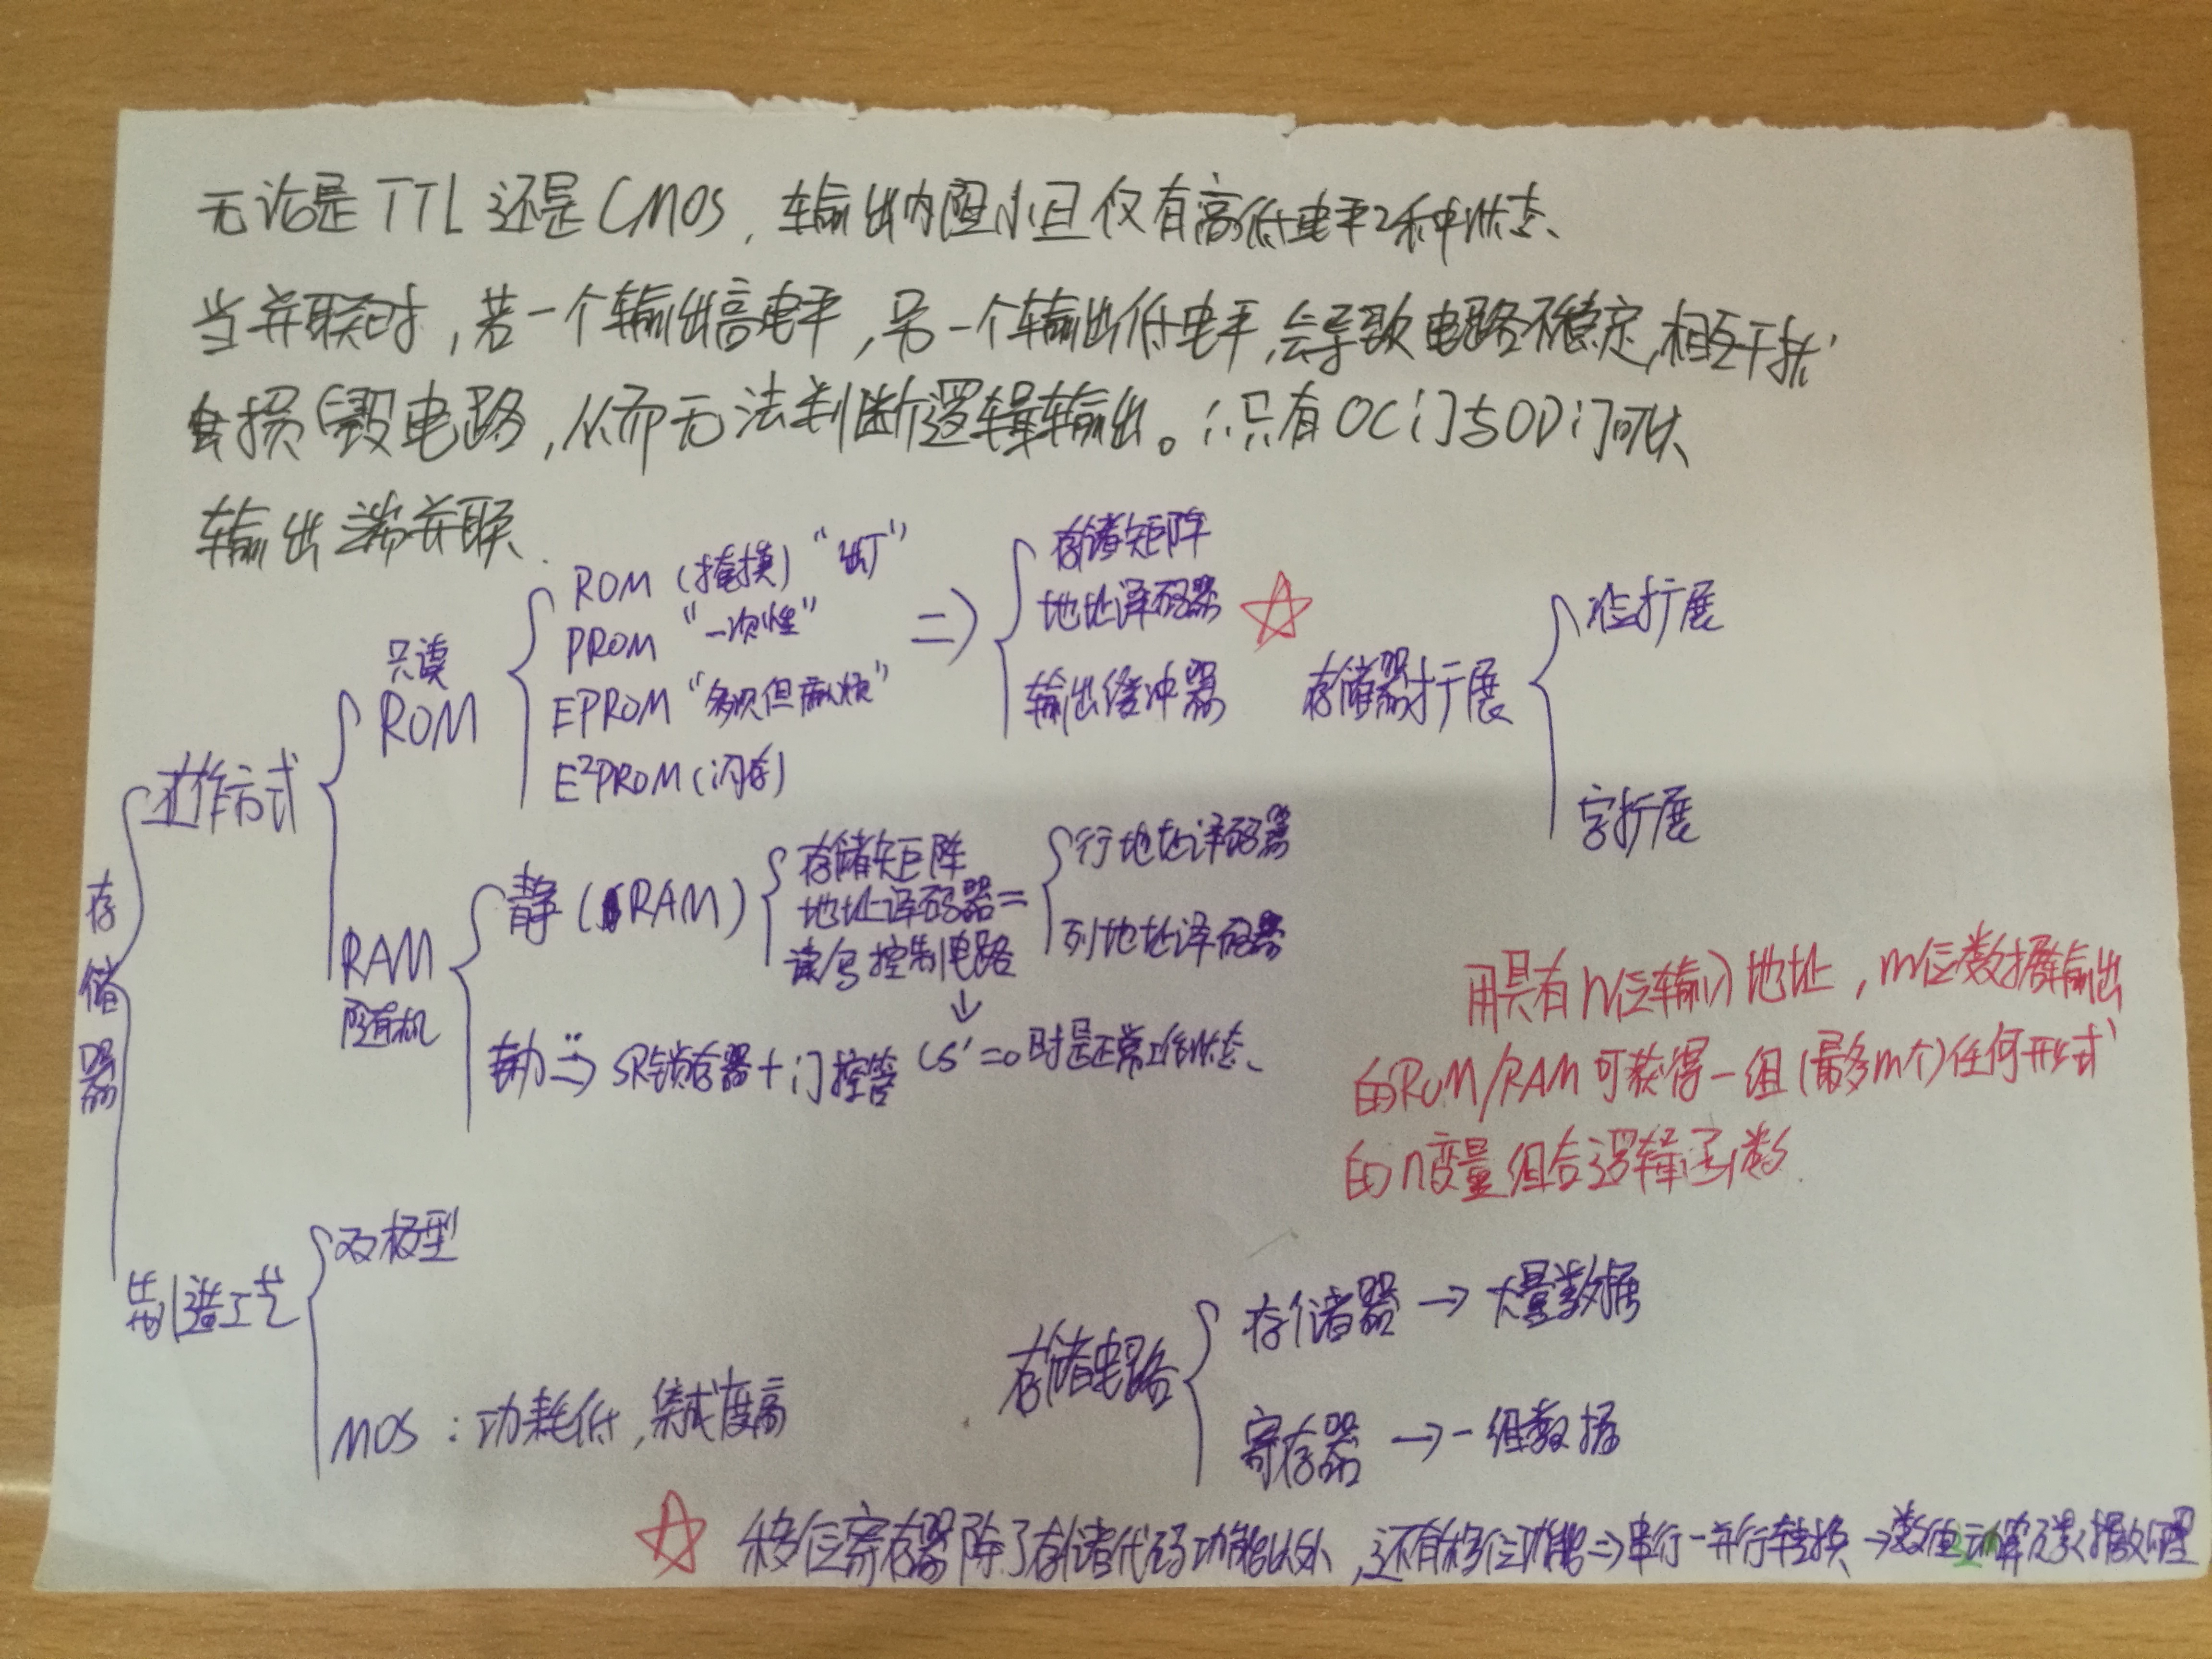 无论是TTL还是CMOS，输出内阻小且仅有高低电平2种状态、
当并联时，若一个输出高电平，另一个输出低电平，会导致电路不稳定，相互干扰
会损毁电路，从而无法判断逻辑输出。∴只有OC门与OD门可以
输出端并联.
存储器
操作方式
只读
ROM
ROM（掩模）“出厂”
PROM “一次性”
EPROM “多次但麻烦”
E²PROM（闪存）
⇒
存储矩阵
地址译码器
输出缓冲器
☆
存储器扩展
位扩展
字扩展
RAM
随机
静（SRAM）
存储矩阵
地址译码器=
读/写控制电路
行地址译码器
列地址译码器
↓
CS'=0时是正常工作状态、
动⇒SR锁存器+门控管
用具有n位输入地址，m位数据输出
的ROM/RAM可获得一组（最多m个）任何形式
的n变量组合逻辑函数.
制造工艺
双极型
MOS：功耗低，集成度高
存储电路
存储器→大量数据
寄存器→一组数据
☆ 移位寄存器除了存储代码功能以外，还有移位功能⇒串行-并行转换→数值运算及数据处理